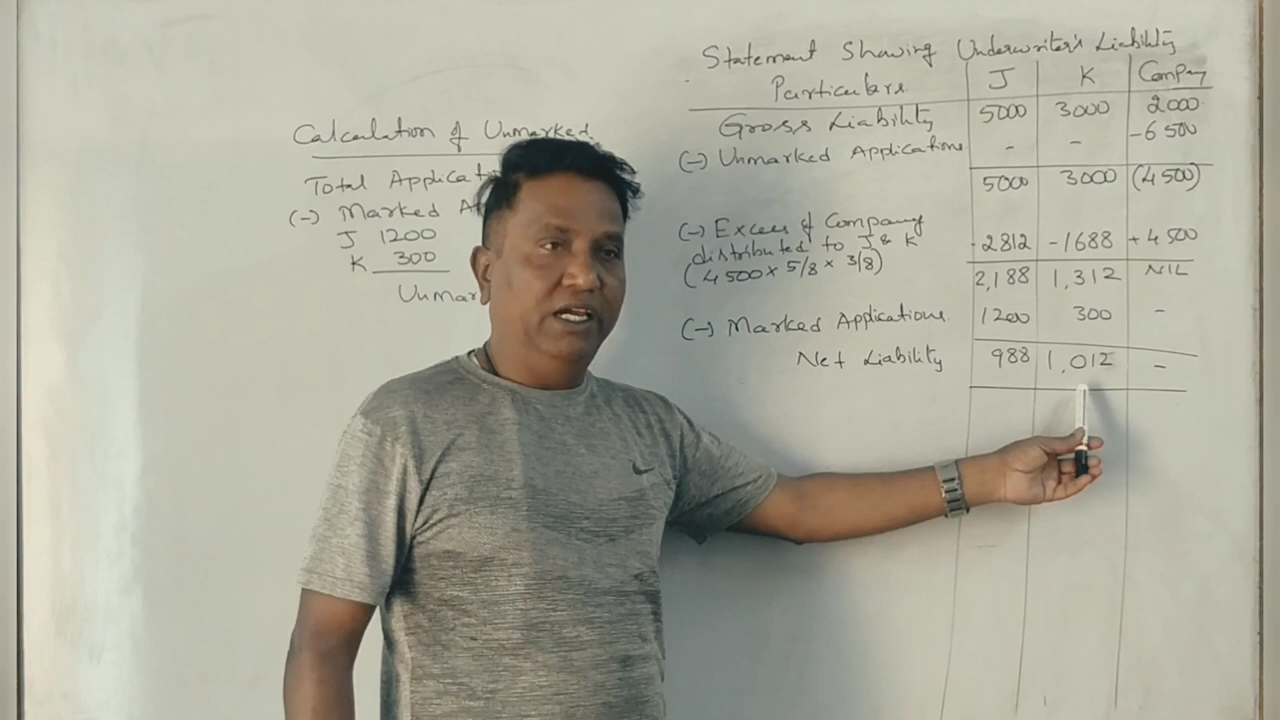 Calculation of Unmarked
Total Applicat
(-) Marked A
J 1200
K 300
Unmar
Statement Showing Underwriter's Liability
Particulars J K Company
Gross Liability 5000 3000 2000
(-) Unmarked Applications - - -6500
5000 3000 (4500)
(-) Excess of Company
distributed to J & K -2812 -1688 +4500
(4500 x 5/8 x 3/8)
2,188 1,312 NIL
(-) Marked Applications 1200 300 -
Net Liability 988 1,012 -